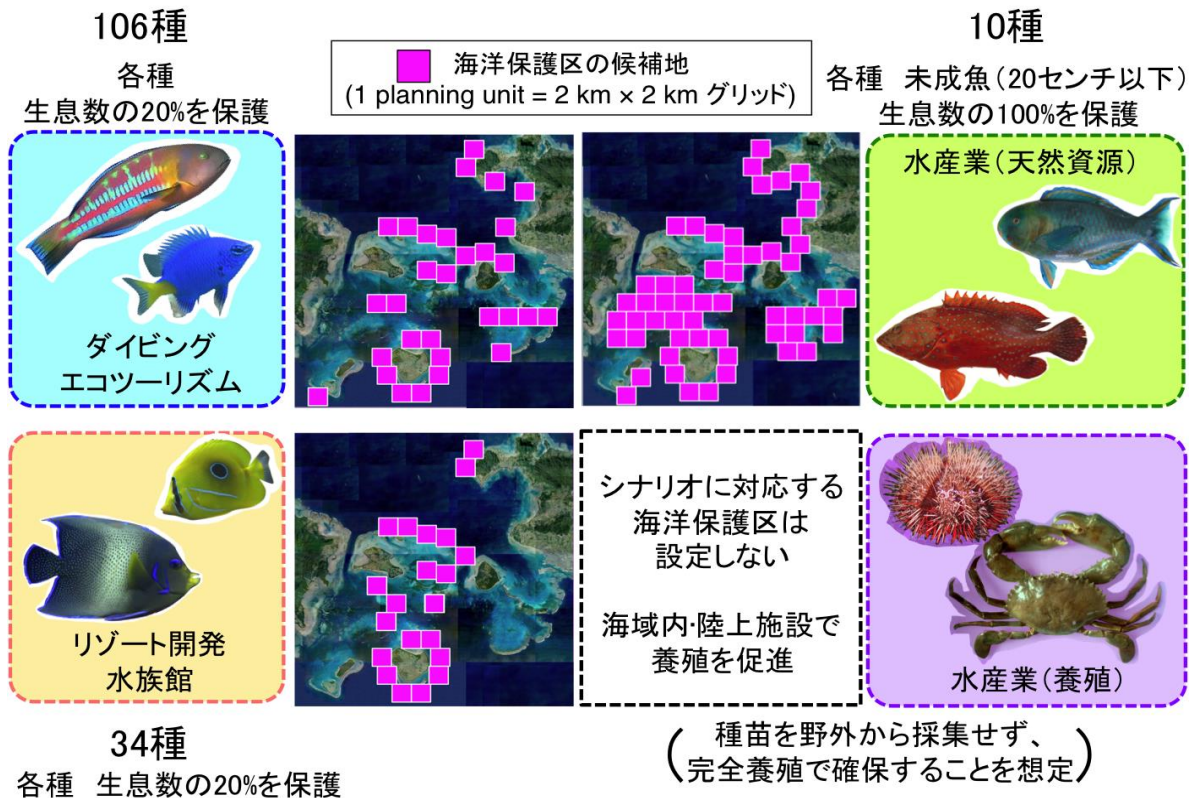 106種
各種
生息数の20%を保護
海洋保護区の候補地
(1 planning unit = 2 km × 2 km グリッド)
10種
各種 未成魚(20センチ以下)
生息数の100%を保護
ダイビング
エコツーリズム
水産業(天然資源)
リゾート開発
水族館
シナリオに対応する
海洋保護区は
設定しない
海域内・陸上施設で
養殖を促進
水産業(養殖)
34種
各種 生息数の20%を保護
(種苗を野外から採集せず、
完全養殖で確保することを想定)